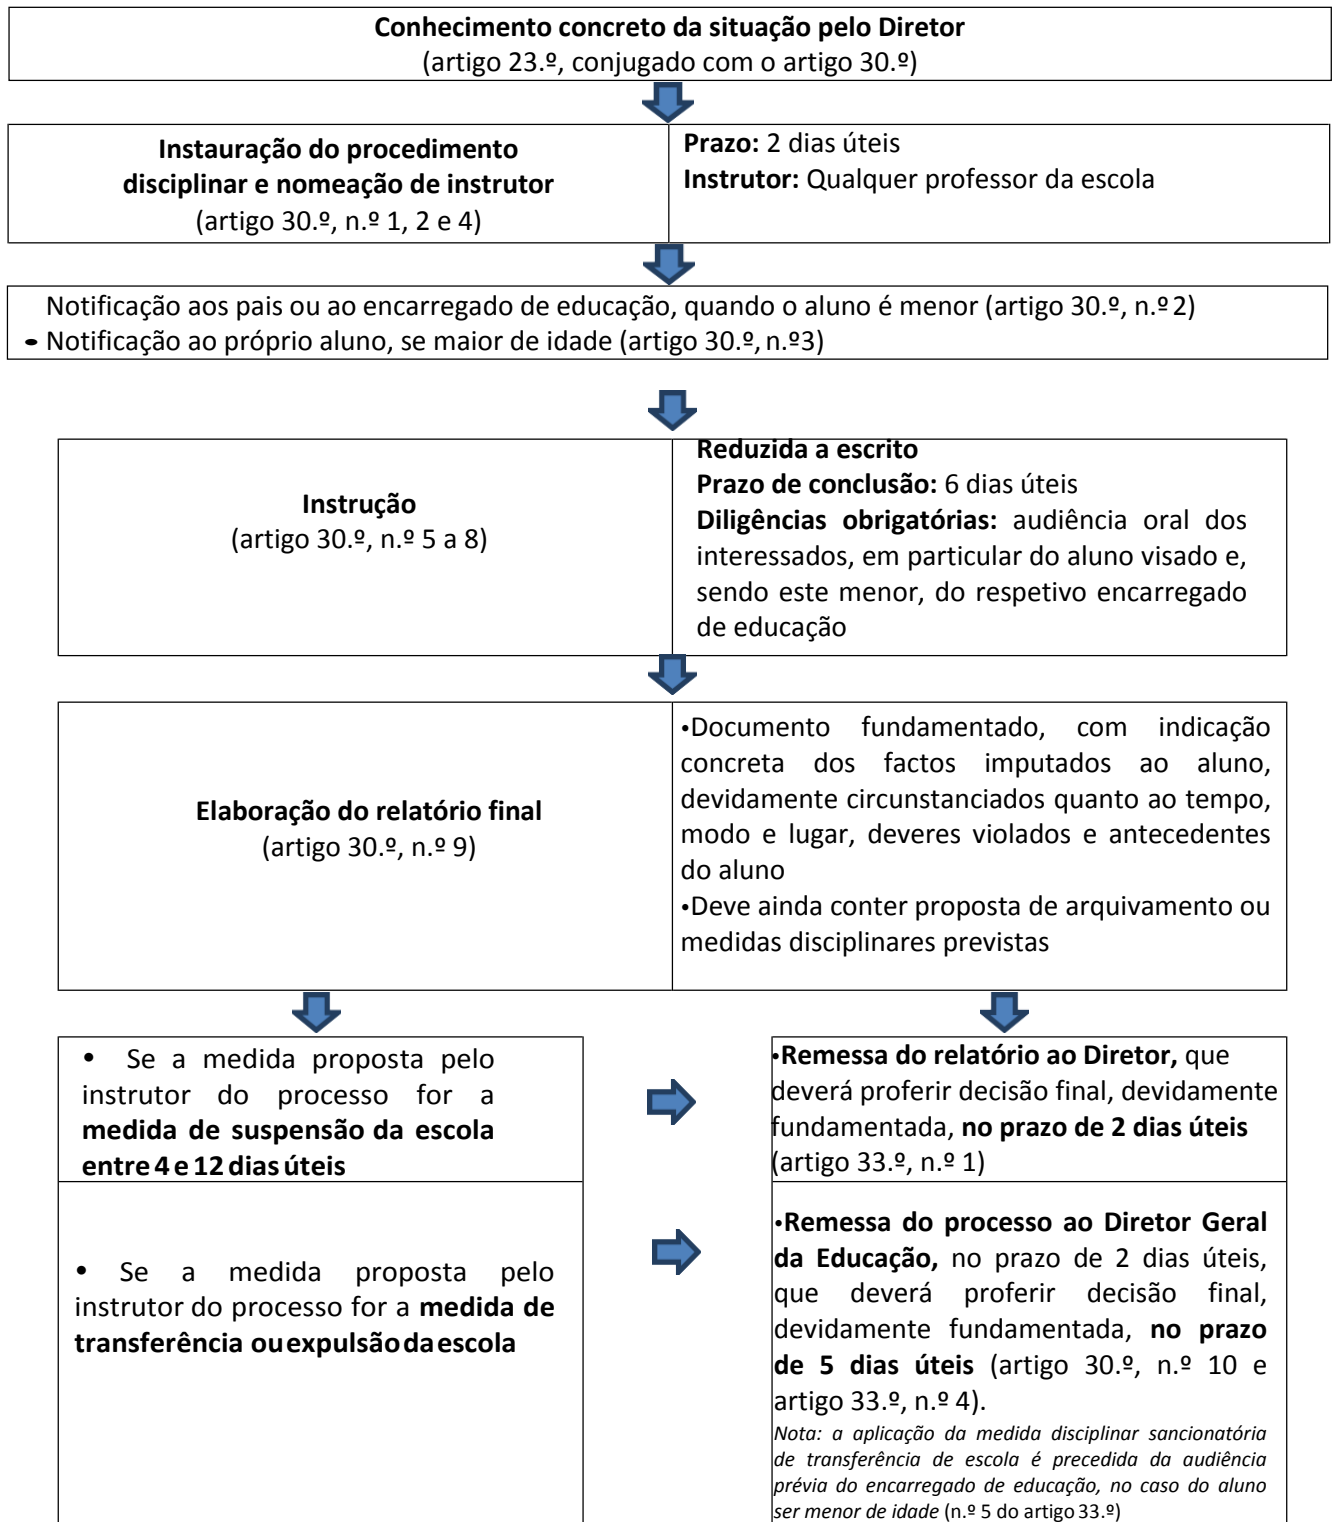 Conhecimento concreto da situação pelo Diretor
(artigo 23.º, conjugado com o artigo 30.º)
Instauração do procedimento
disciplinar e nomeação de instrutor
(artigo 30.º, n.º 1, 2 e 4)
Prazo: 2 dias úteis
Instrutor: Qualquer professor da escola
Notificação aos pais ou ao encarregado de educação, quando o aluno é menor (artigo 30.º, n.º 2)
• Notificação ao próprio aluno, se maior de idade (artigo 30.º, n.º3)
Instrução
(artigo 30.º, n.º 5 a 8)
Reduzida a escrito
Prazo de conclusão: 6 dias úteis
Diligências obrigatórias: audiência oral dos
interessados, em particular do aluno visado e,
sendo este menor, do respetivo encarregado
de educação
Elaboração do relatório final
(artigo 30.º, n.º 9)
•Documento fundamentado, com indicação
concreta dos factos imputados ao aluno,
devidamente circunstanciados quanto ao tempo,
modo e lugar, deveres violados e antecedentes
do aluno
•Deve ainda conter proposta de arquivamento ou
medidas disciplinares previstas
• Se a medida proposta pelo
instrutor do processo for a
medida de suspensão da escola
entre 4 e 12 dias úteis
•Remessa do relatório ao Diretor, que
deverá proferir decisão final, devidamente
fundamentada, no prazo de 2 dias úteis
(artigo 33.º, n.º 1)
• Se a medida proposta pelo
instrutor do processo for a medida de
transferência ou expulsão da escola
•Remessa do processo ao Diretor Geral
da Educação, no prazo de 2 dias úteis,
que deverá proferir decisão final,
devidamente fundamentada, no prazo
de 5 dias úteis (artigo 30.º, n.º 10 e
artigo 33.º, n.º 4).
Nota: a aplicação da medida disciplinar sancionatória
de transferência de escola é precedida da audiência
prévia do encarregado de educação, no caso do aluno
ser menor de idade (n.º 5 do artigo 33.º)